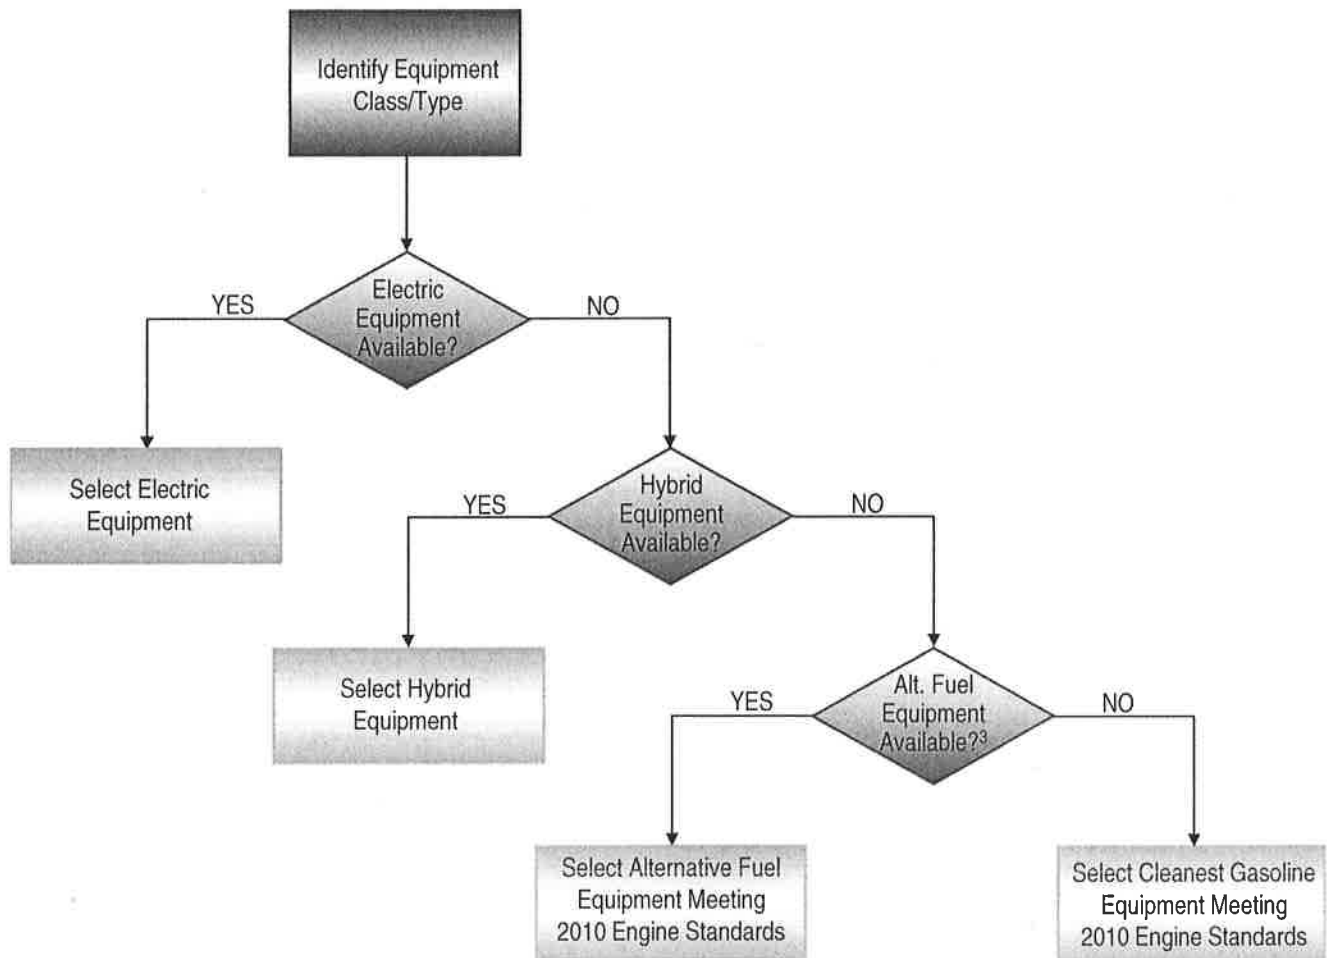 Identify Equipment
Class/Type
Electric
Equipment
Available?
YES
NO
Select Electric
Equipment
Hybrid
Equipment
Available?
YES
NO
Select Hybrid
Equipment
Alt. Fuel
Equipment
Available?³
YES
NO
Select Alternative Fuel
Equipment Meeting
2010 Engine Standards
Select Cleanest Gasoline
Equipment Meeting
2010 Engine Standards